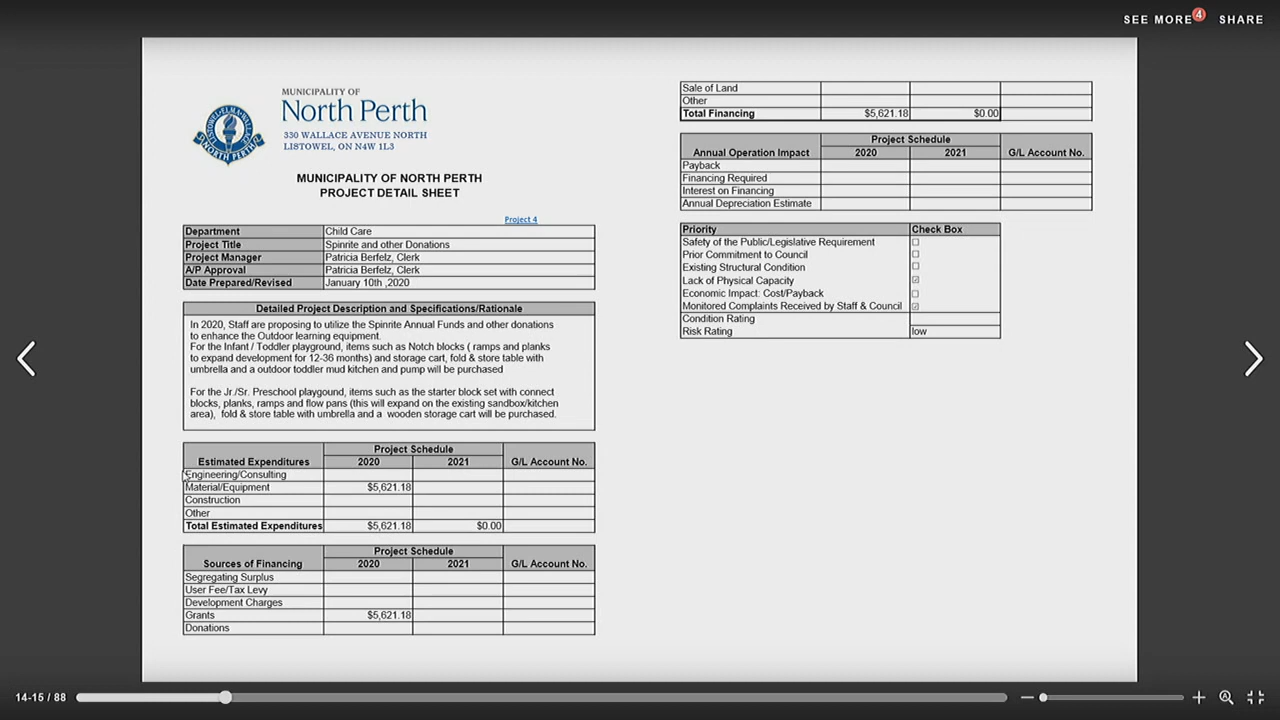 SEE MORE 4 SHARE
MUNICIPALITY OF
North Perth
330 WALLACE AVENUE NORTH
LISTOWEL, ON N4W 1L3
NORTH PERTH
MUNICIPALITY OF NORTH PERTH
PROJECT DETAIL SHEET
Project 4
Department Child Care
Project Title Spinrite and other Donations
Project Manager Patricia Berfelz, Clerk
A/P Approval Patricia Berfelz, Clerk
Date Prepared/Revised January 10th ,2020
Detailed Project Description and Specifications/Rationale
In 2020, Staff are proposing to utilize the Spinrite Annual Funds and other donations
to enhance the Outdoor learning equipment.
For the Infant / Toddler playground, items such as Notch blocks ( ramps and planks
to expand development for 12-36 months) and storage cart, fold & store table with
umbrella and a outdoor toddler mud kitchen and pump will be purchased
For the Jr./Sr. Preschool playgound, items such as the starter block set with connect
blocks, planks, ramps and flow pans (this will expand on the existing sandbox/kitchen
area), fold & store table with umbrella and a wooden storage cart will be purchased.
Project Schedule
Estimated Expenditures 2020 2021 G/L Account No.
Engineering/Consulting
Material/Equipment $5,621.18
Construction
Other
Total Estimated Expenditures $5,621.18 $0.00
Project Schedule
Sources of Financing 2020 2021 G/L Account No.
Segregating Surplus
User Fee/Tax Levy
Development Charges
Grants $5,621.18
Donations
Sale of Land
Other
Total Financing $5,621.18 $0.00
Project Schedule
Annual Operation Impact 2020 2021 G/L Account No.
Payback
Financing Required
Interest on Financing
Annual Depreciation Estimate
Priority Check Box
Safety of the Public/Legislative Requirement ☐
Prior Commitment to Council ☐
Existing Structural Condition ☐
Lack of Physical Capacity ☑
Economic Impact: Cost/Payback ☐
Monitored Complaints Received by Staff & Council ☑
Condition Rating
Risk Rating low
14-15 / 88